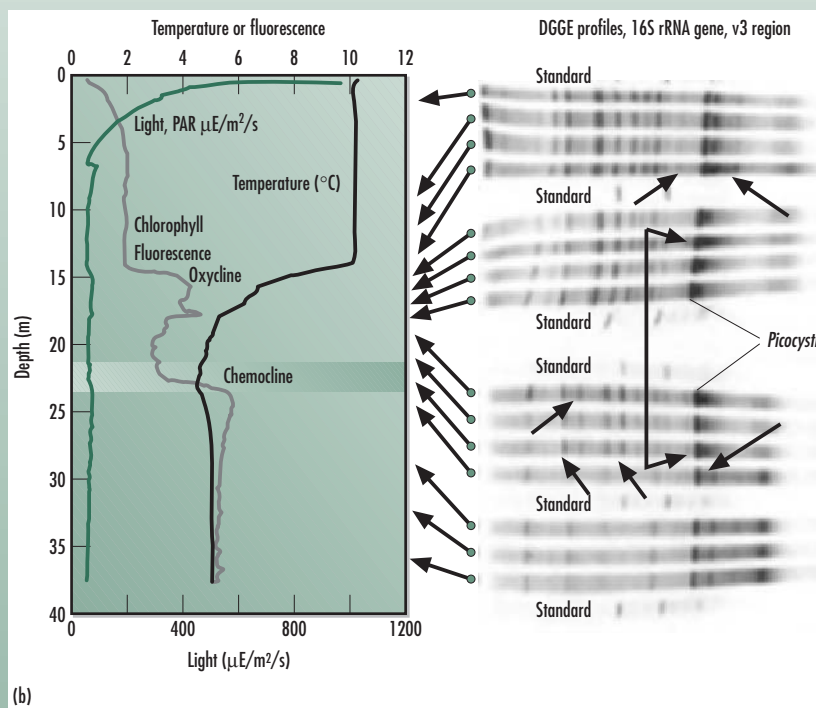 Temperature or fluorescence
0 2 4 6 8 10 12
DGGE profiles, 16S rRNA gene, v3 region
0
5
10
15
20
25
30
35
40
Depth (m)
Light, PAR μE/m²/s
Temperature (°C)
Chlorophyll
Fluorescence
Oxycline
Chemocline
0 400 800 1200
Light (μE/m²/s)
Standard
Standard
Standard
Picocyst
Standard
Standard
Standard
(b)